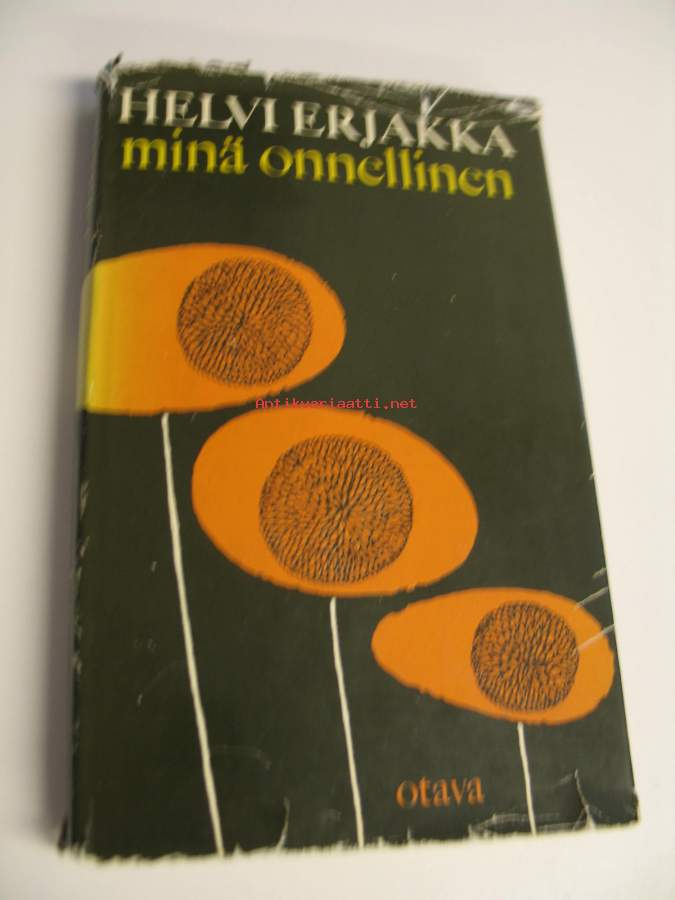 HELVI ERJAKKA
minä onnellinen
Antikvariaatti.net
otava